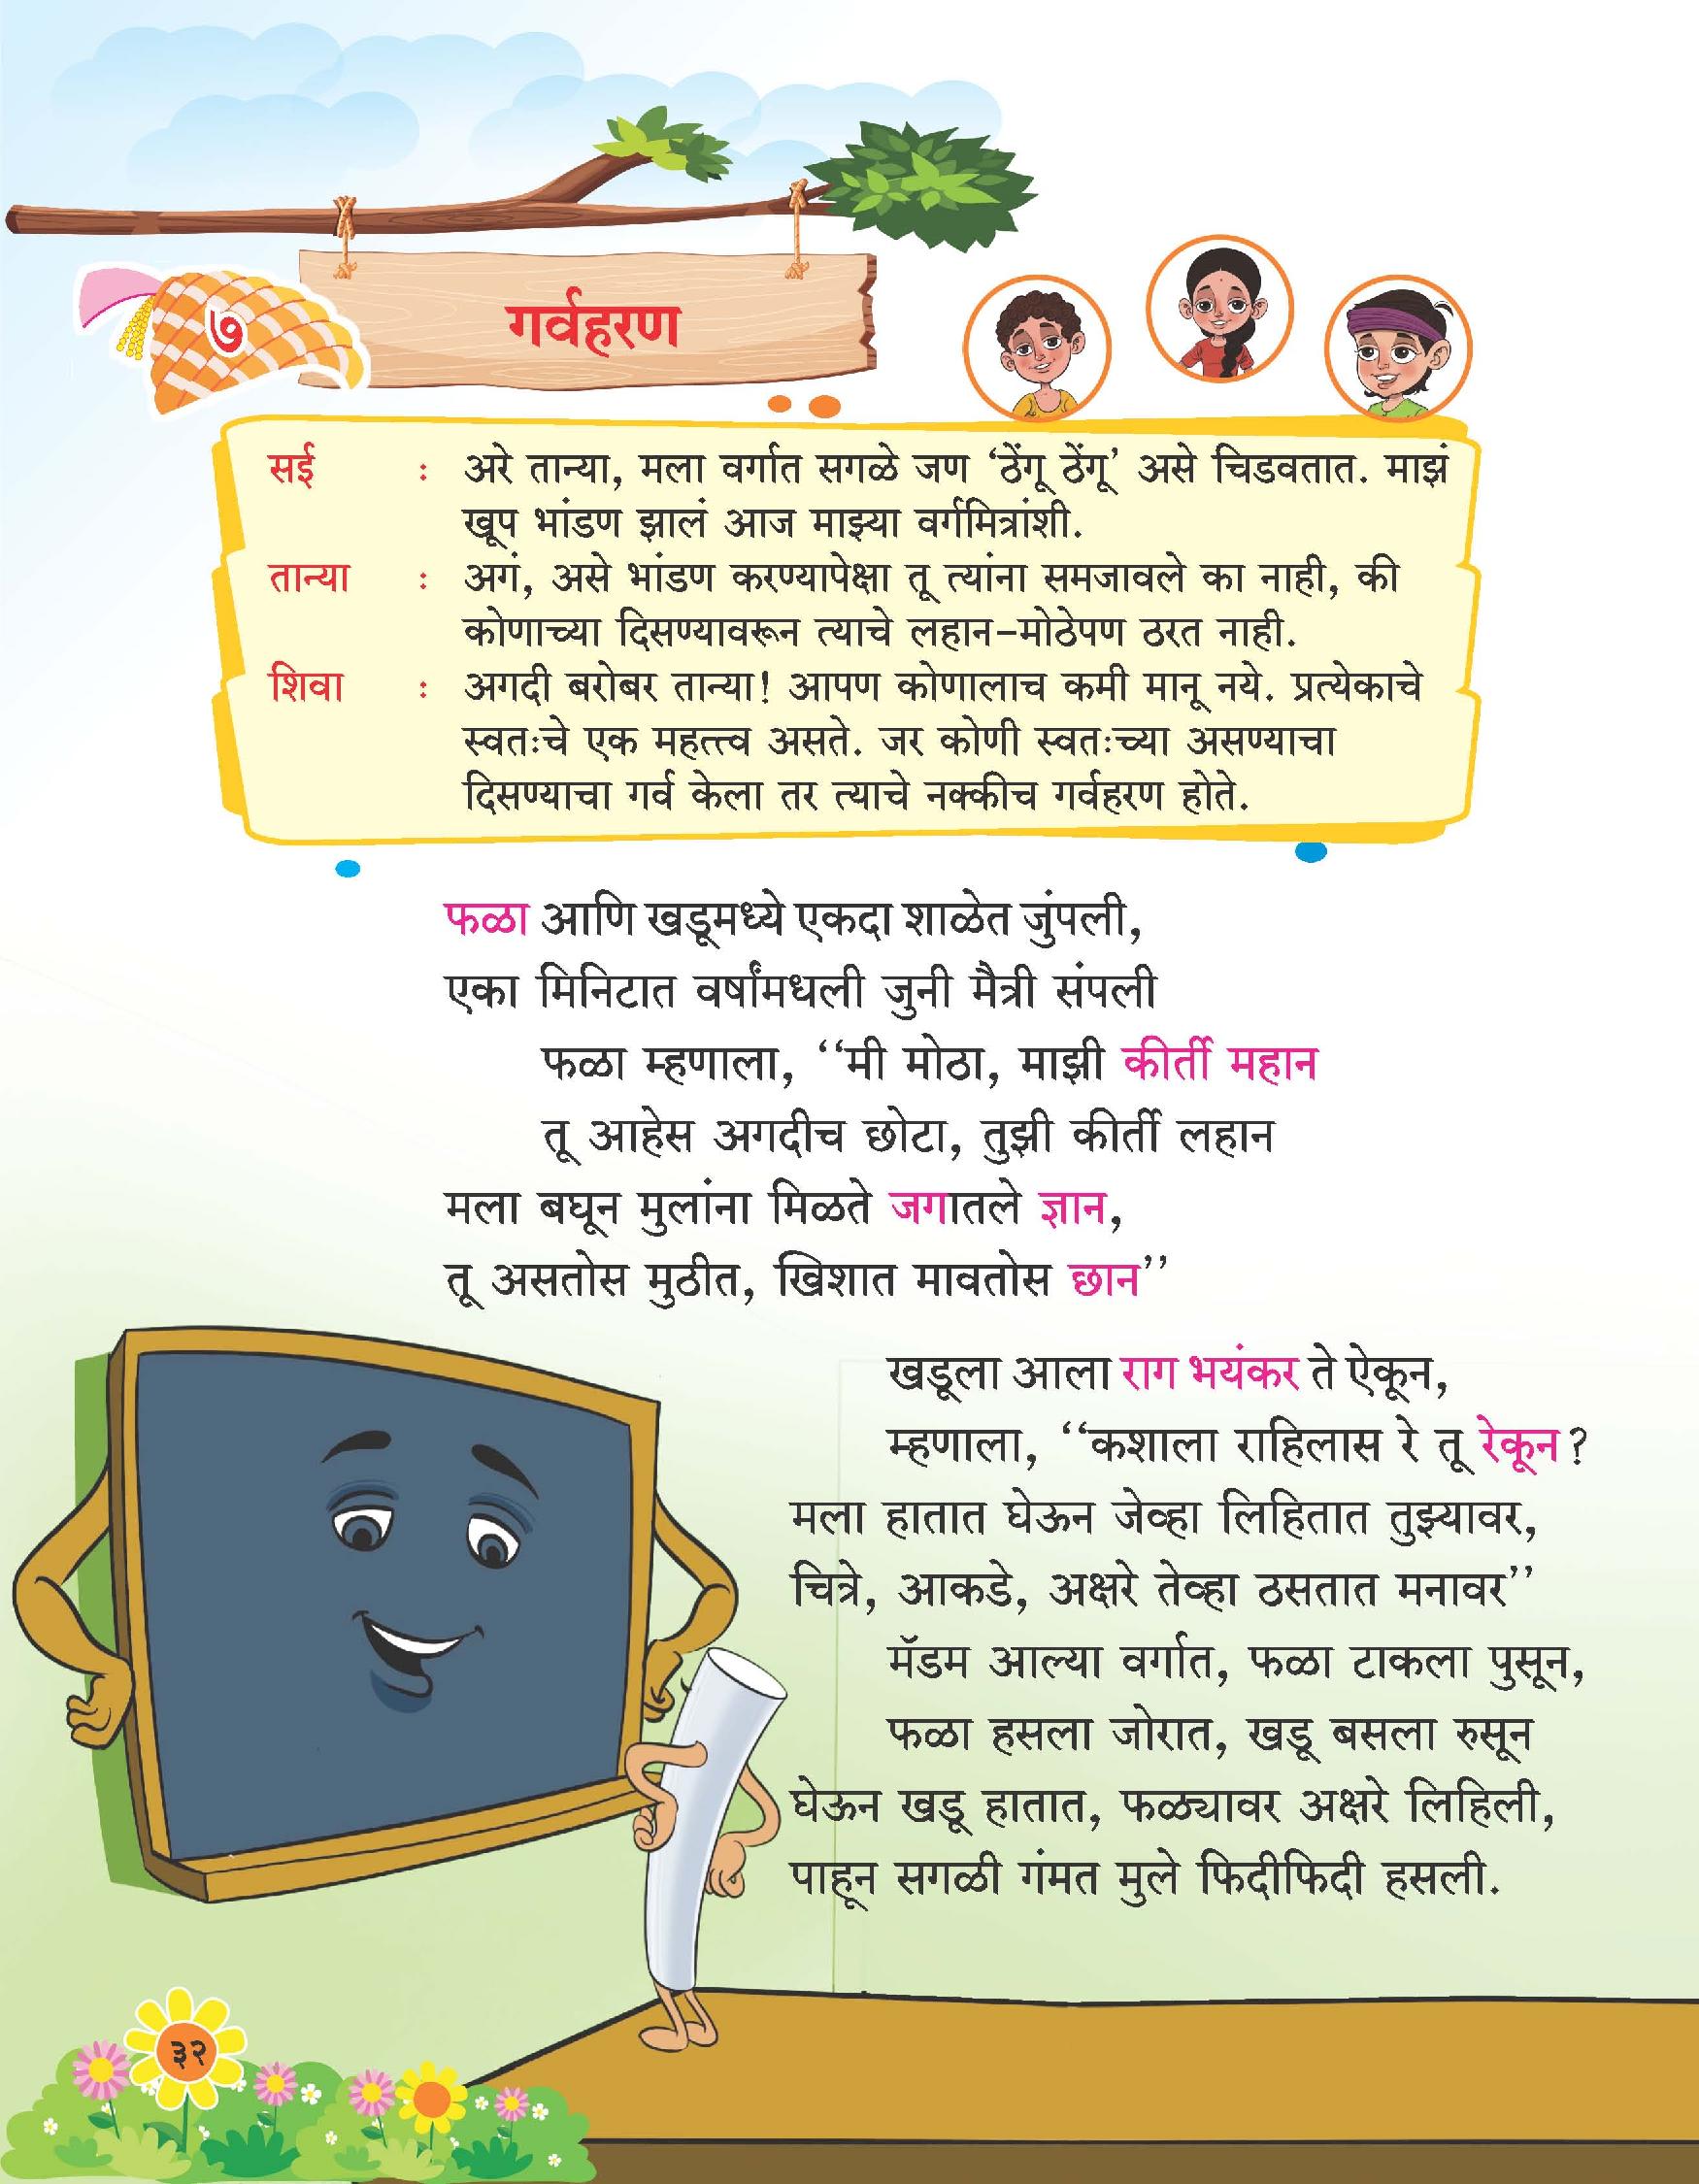 ७
गर्वहरण
सई : अरे तान्या, मला वर्गात सगळे जण ‘ठेंगू ठेंगू’ असे चिडवतात. माझं
खूप भांडण झालं आज माझ्या वर्गमित्रांशी.
तान्या : अगं, असे भांडण करण्यापेक्षा तू त्यांना समजावले का नाही, की
कोणाच्या दिसण्यावरून त्याचे लहान-मोठेपण ठरत नाही.
शिवा : अगदी बरोबर तान्या! आपण कोणालाच कमी मानू नये. प्रत्येकाचे
स्वतःचे एक महत्त्व असते. जर कोणी स्वतःच्या असण्याचा
दिसण्याचा गर्व केला तर त्याचे नक्कीच गर्वहरण होते.
फळा आणि खडूमध्ये एकदा शाळेत जुंपली,
एका मिनिटात वर्षांमधली जुनी मैत्री संपली
फळा म्हणाला, “मी मोठा, माझी कीर्ती महान
तू आहेस अगदीच छोटा, तुझी कीर्ती लहान
मला बघून मुलांना मिळते जगातले ज्ञान,
तू असतोस मुठीत, खिशात मावतोस छान”
खडूला आला राग भयंकर ते ऐकून,
म्हणाला, “कशाला राहिलास रे तू रेकून?
मला हातात घेऊन जेव्हा लिहितात तुझ्यावर,
चित्रे, आकडे, अक्षरे तेव्हा ठसतात मनावर”
मॅडम आल्या वर्गात, फळा टाकला पुसून,
फळा हसला जोरात, खडू बसला रुसून
घेऊन खडू हातात, फळ्यावर अक्षरे लिहिली,
पाहून सगळी गंमत मुले फिदीफिदी हसली.
३२